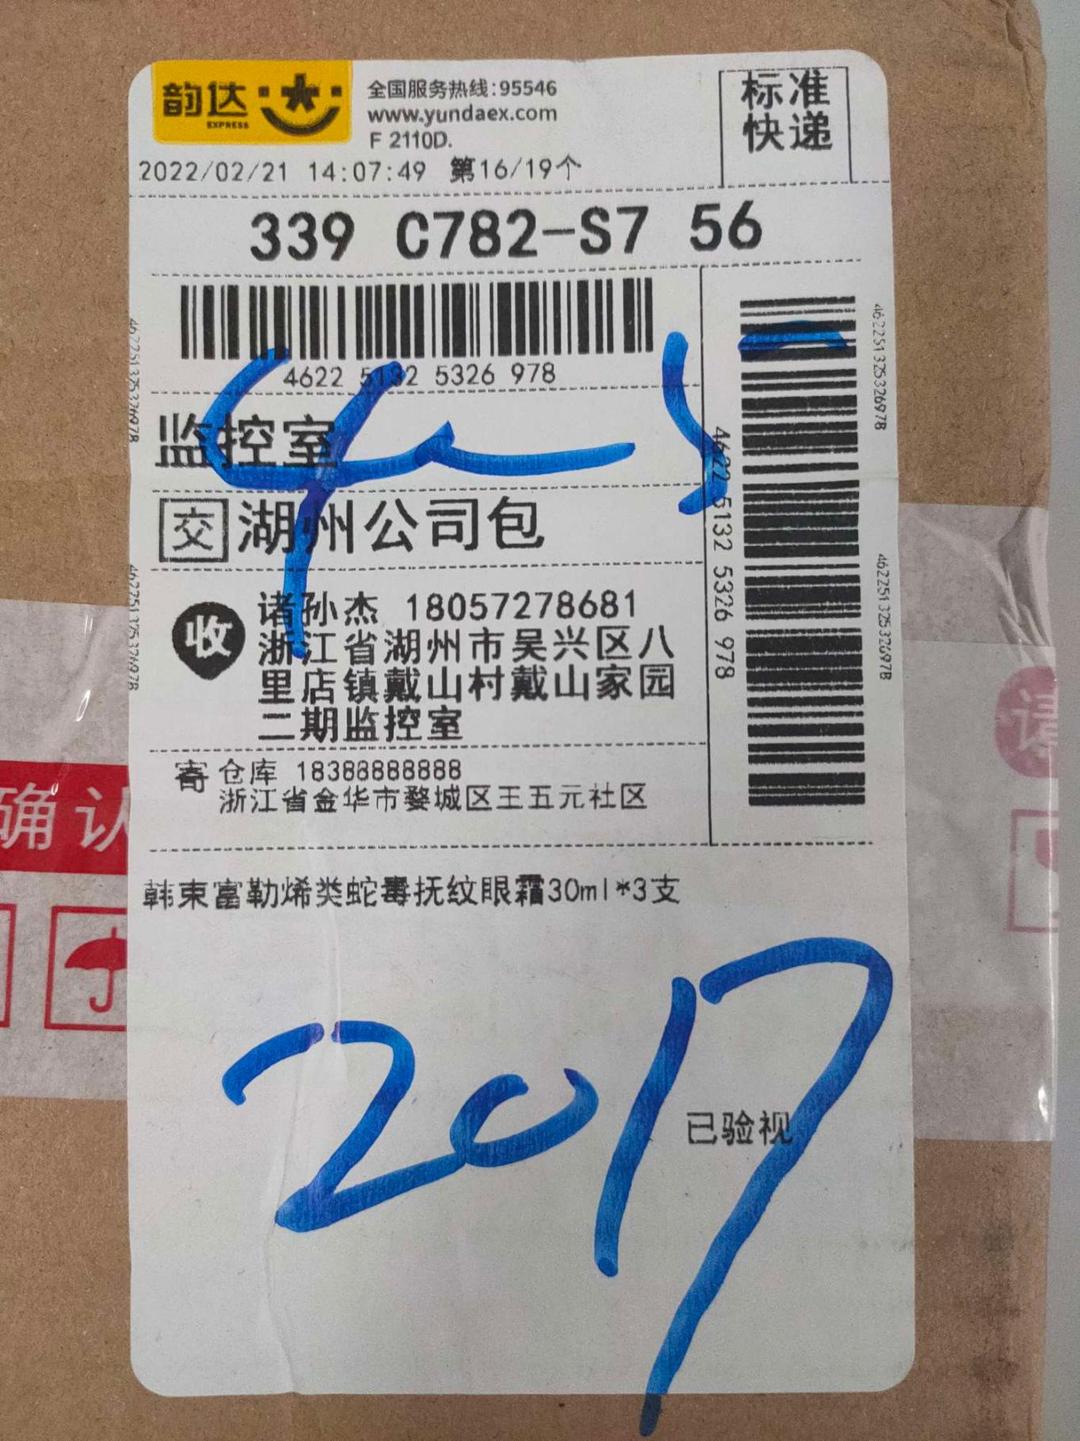 韵达
EXPRESS
全国服务热线:95546
www.yundaex.com
F 2110D.
标准
快递
2022/02/21 14:07:49 第16/19个
339 C782-S7 56
4622 5132 5326 978
4622 5132 5326 978
462251325326978
462251325326978
462251325326978
462251325326978
监控室
交 湖州公司包
收
诸孙杰 18057278681
浙江省湖州市吴兴区八
里店镇戴山村戴山家园
二期监控室
寄 仓库 18388888888
浙江省金华市婺城区王五元社区
韩束富勒烯类蛇毒抚纹眼霜30ml*3支
2017
已验视
确认
请